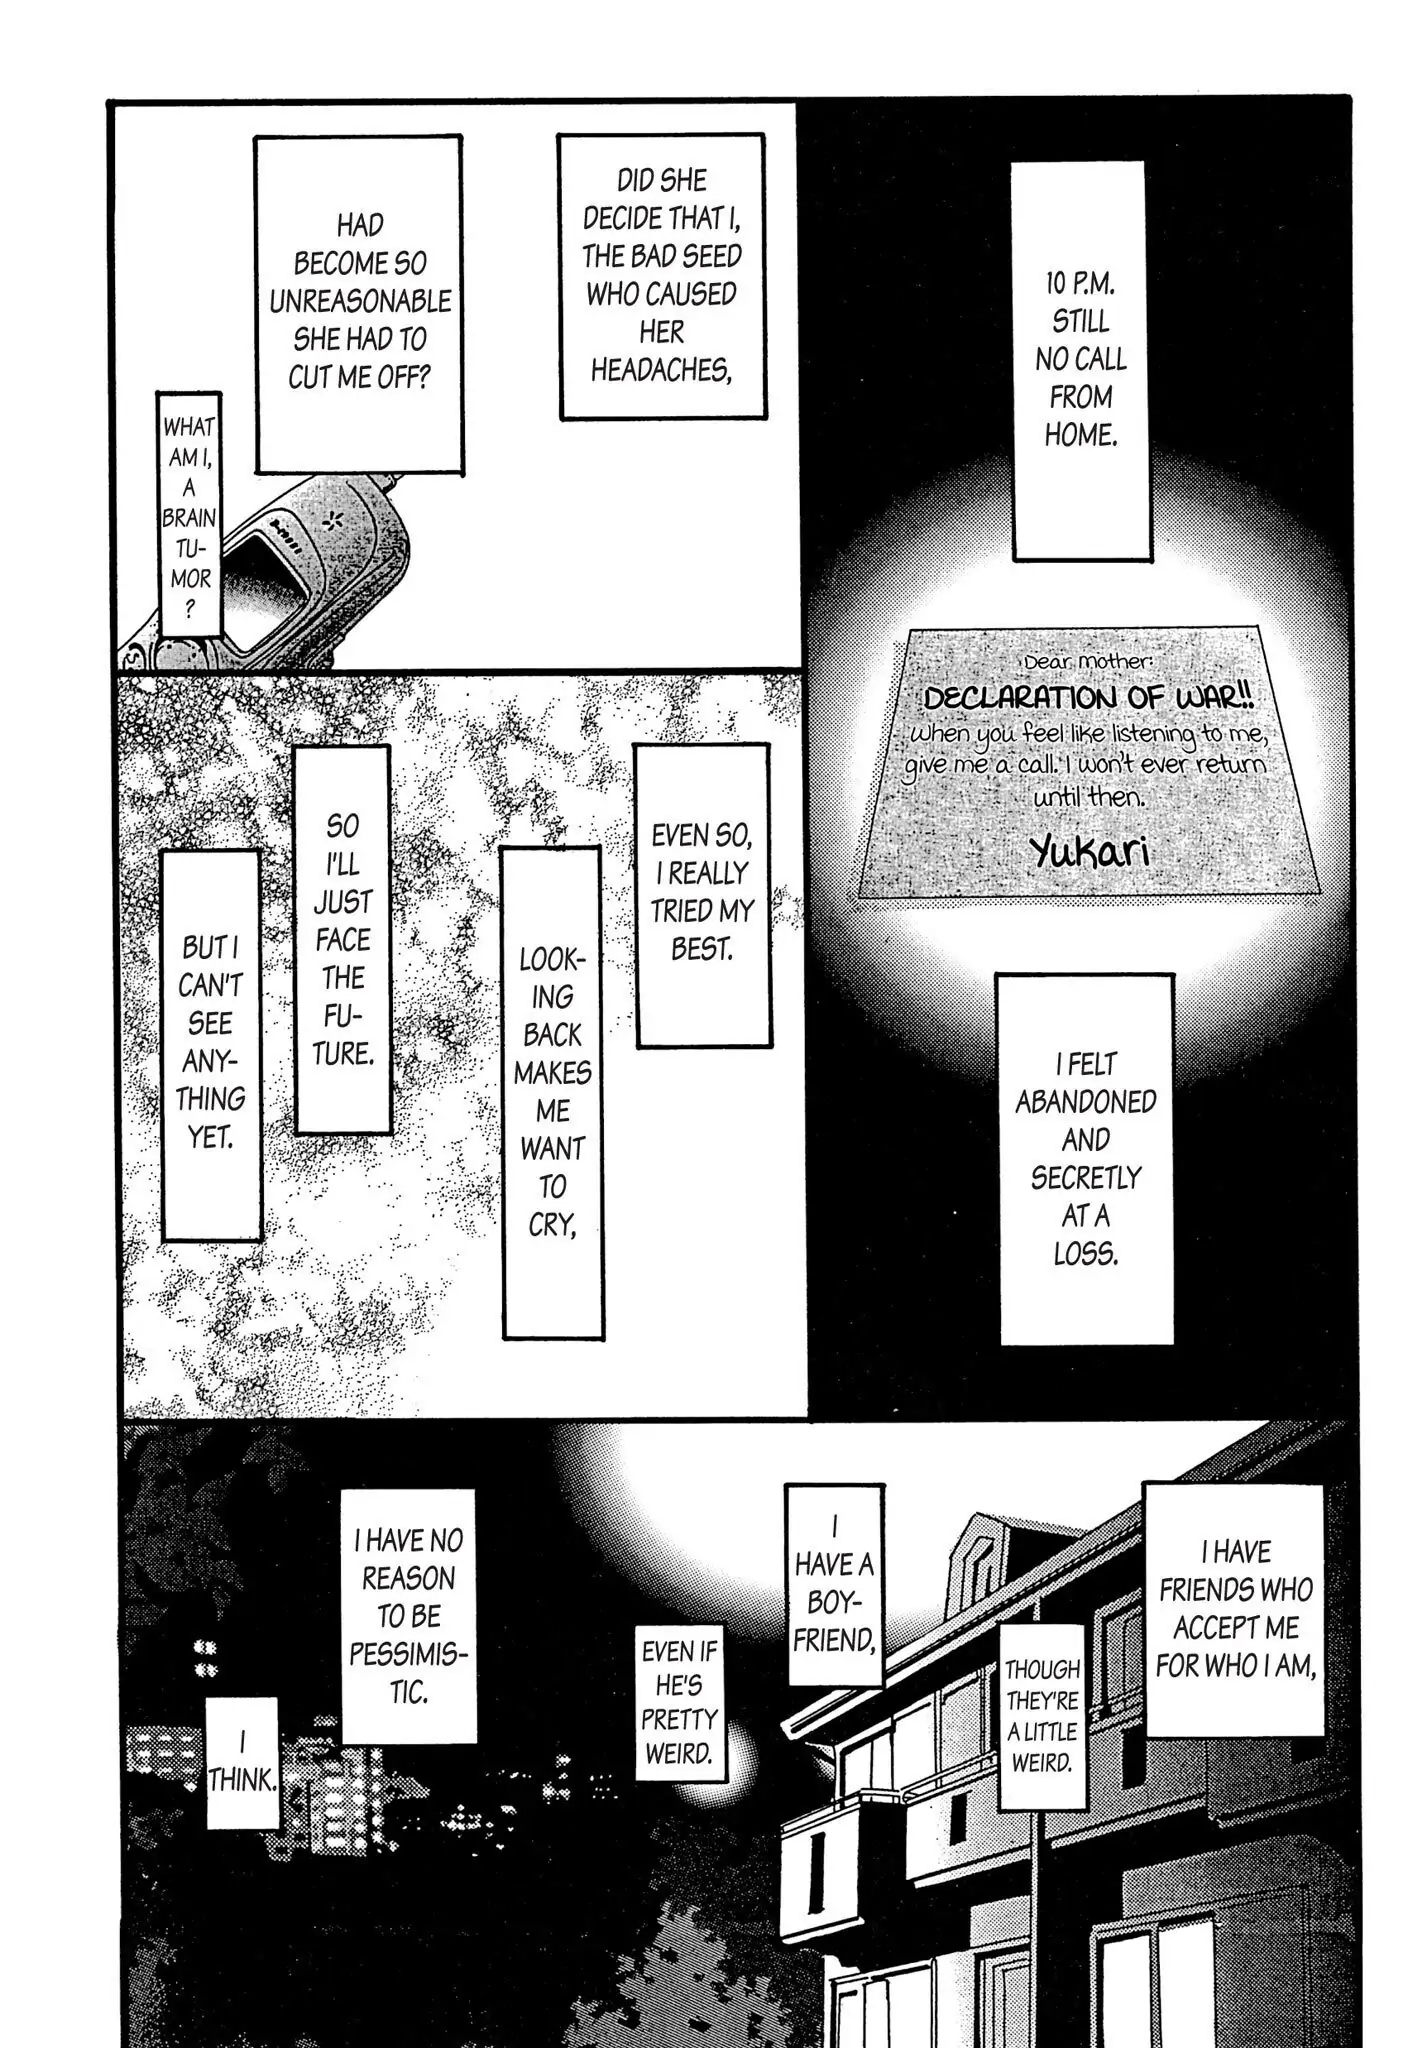 10 P.M.
STILL
NO CALL
FROM
HOME.
Dear mother:
DECLARATION OF WAR!!
When you feel like listening to me,
give me a call. I won't ever return
until then.
Yukari
I FELT
ABANDONED
AND
SECRETLY
AT A
LOSS.
DID SHE
DECIDE THAT I,
THE BAD SEED
WHO CAUSED
HER
HEADACHES,
HAD
BECOME SO
UNREASONABLE
SHE HAD TO
CUT ME OFF?
WHAT
AM I,
A
BRAIN
TU-
MOR
?
EVEN SO,
I REALLY
TRIED MY
BEST.
LOOK-
ING
BACK
MAKES
ME
WANT
TO
CRY,
SO
I'LL
JUST
FACE
THE
FU-
TURE.
BUT I
CAN'T
SEE
ANY-
THING
YET.
I HAVE
FRIENDS WHO
ACCEPT ME
FOR WHO I AM,
THOUGH
THEY'RE
A LITTLE
WEIRD.
I
HAVE A
BOY-
FRIEND,
EVEN IF
HE'S
PRETTY
WEIRD.
I HAVE NO
REASON
TO BE
PESSIMIS-
TIC.
I
THINK.